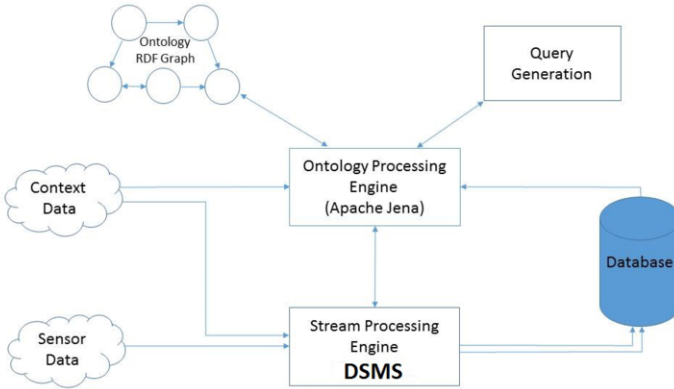 Ontology
RDF Graph
Query
Generation
Ontology Processing
Engine
(Apache Jena)
Context
Data
Database
Stream Processing
Engine
DSMS
Sensor
Data